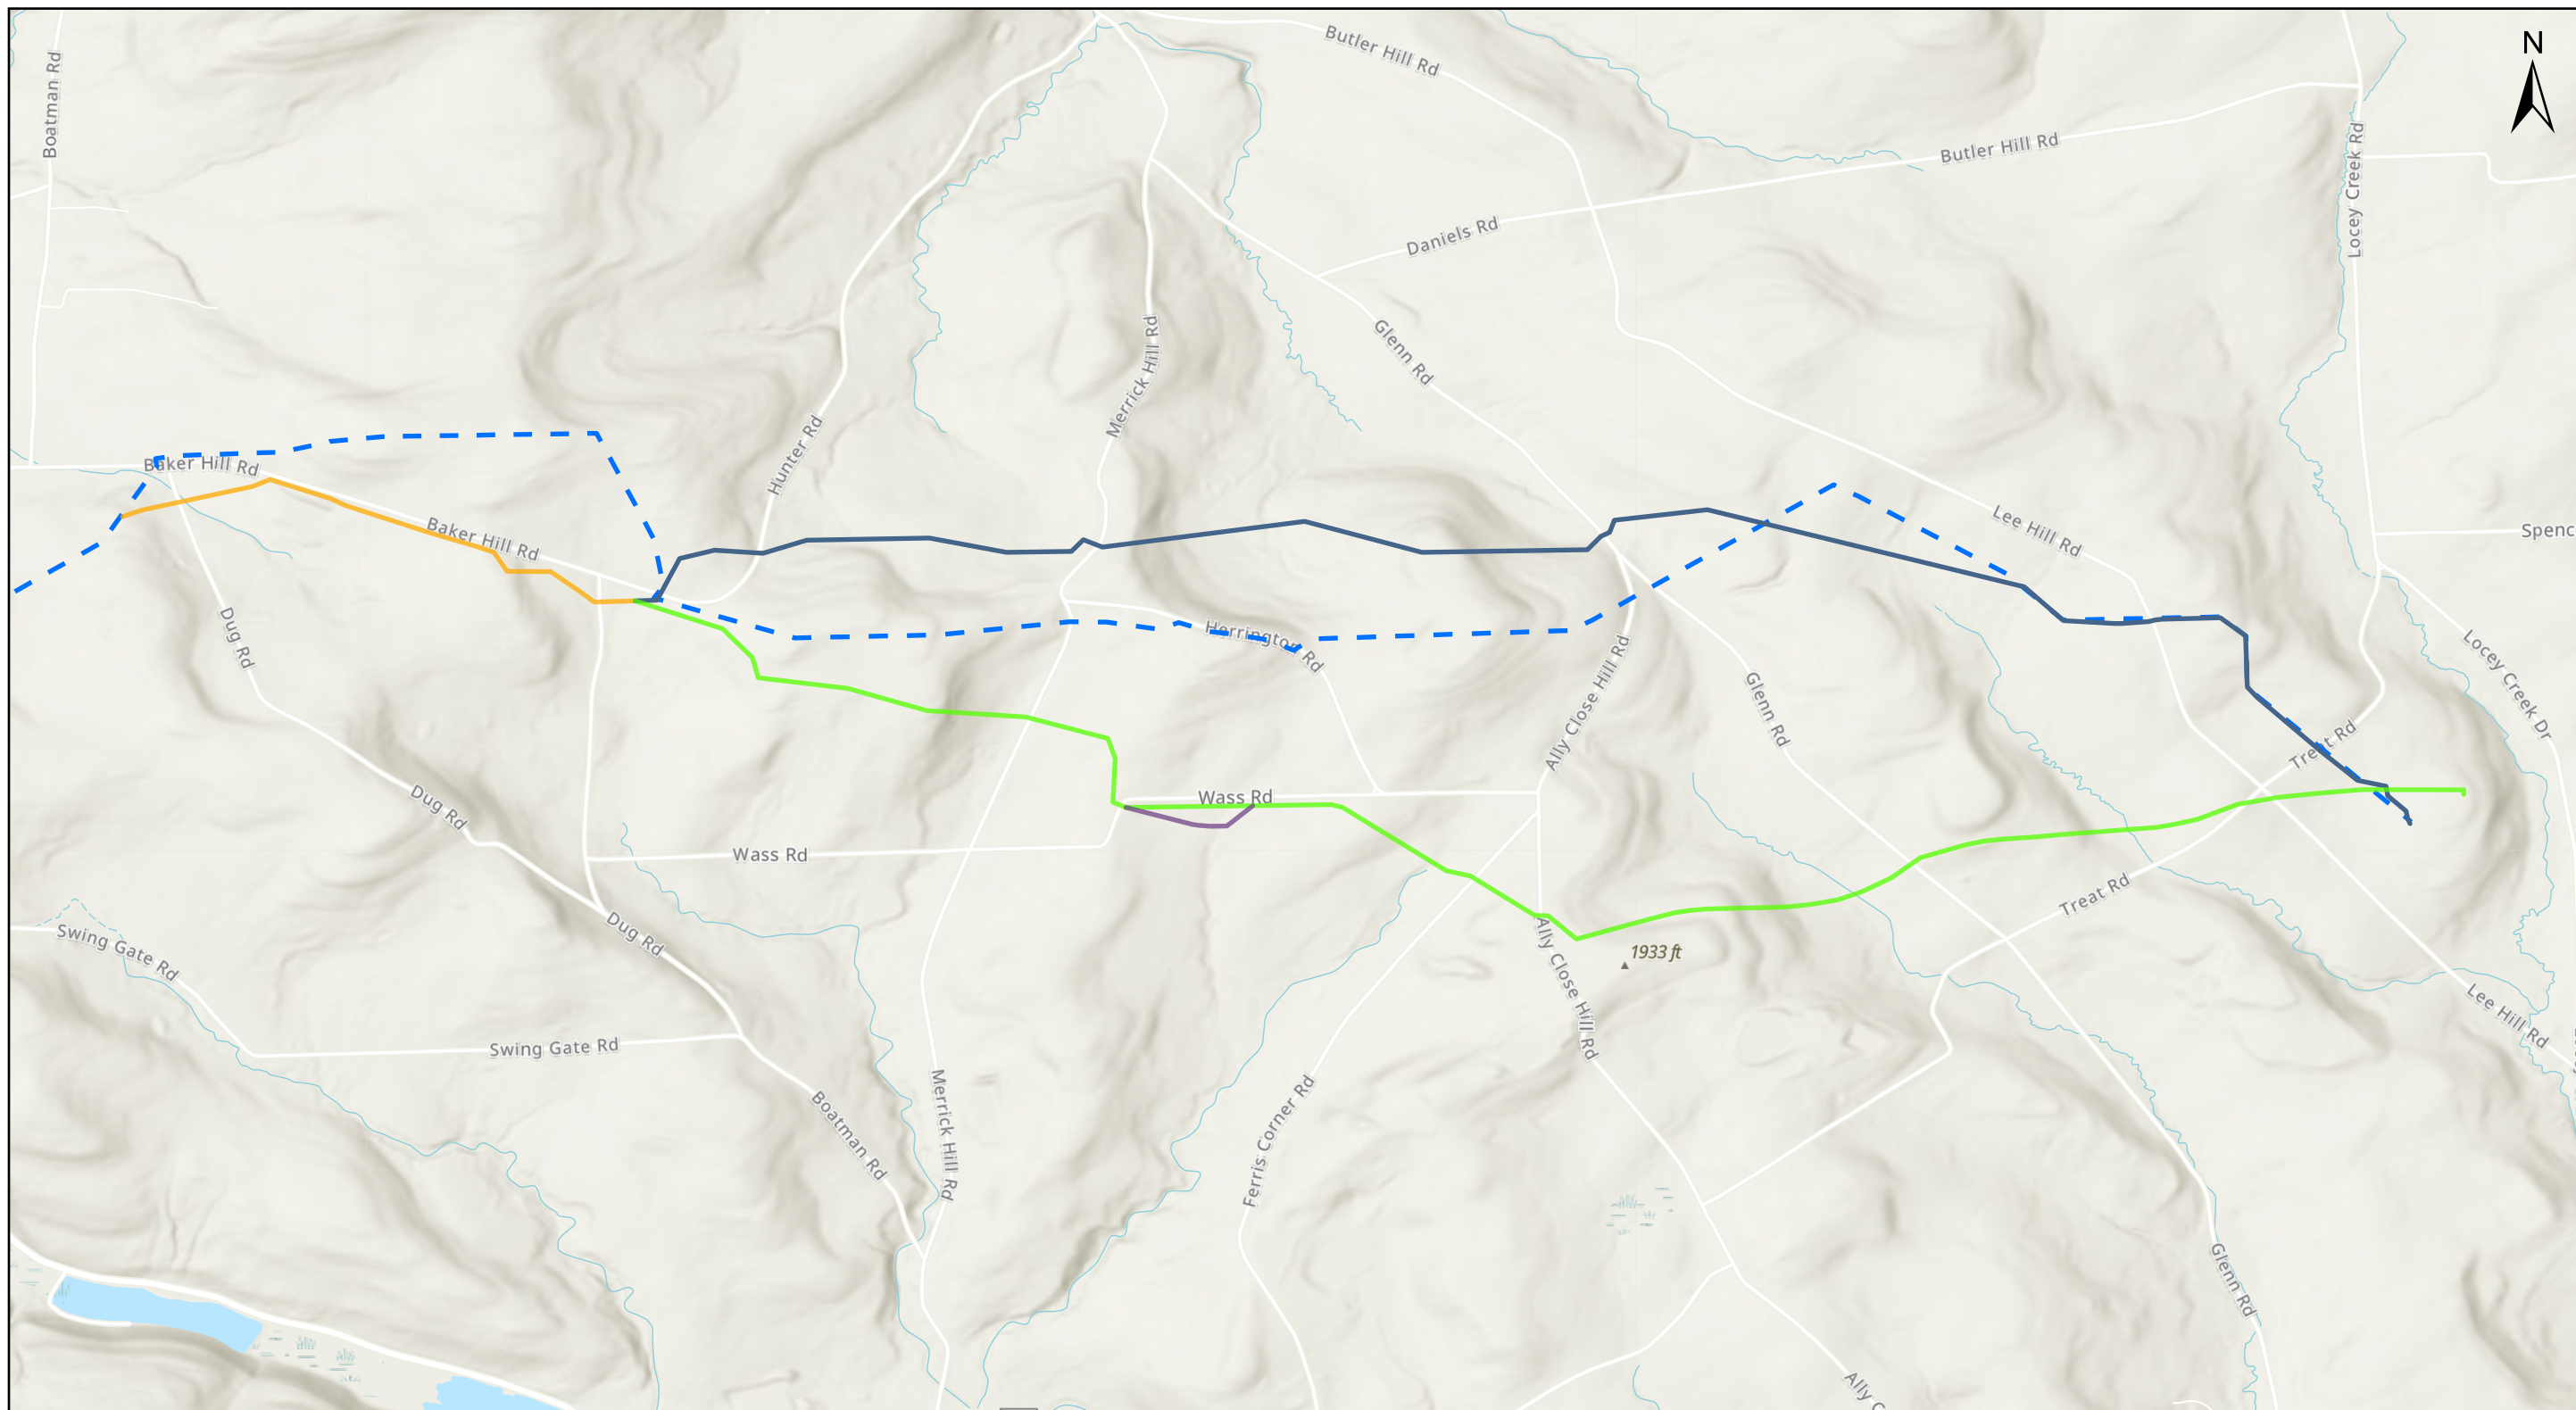 Boatman Rd
Butler Hill Rd
N
Butler Hill Rd
Locey Creek Rd
Daniels Rd
Glenn Rd
Merrick Hill Rd
Hunter Rd
Baker Hill Rd
Baker Hill Rd
Lee Hill Rd
Spenc
Dug Rd
Herrington Rd
Ally Close Hill Rd
Glenn Rd
Locey Creek Dr
Treat Rd
Dug Rd
Wass Rd
Wass Rd
Treat Rd
Swing Gate Rd
Dug Rd
1933 ft
Ally Close Hill Rd
Lee Hill Rd
Swing Gate Rd
Merrick Hill Rd
Boatman Rd
Ferris Corner Rd
Glenn Rd
Ally C